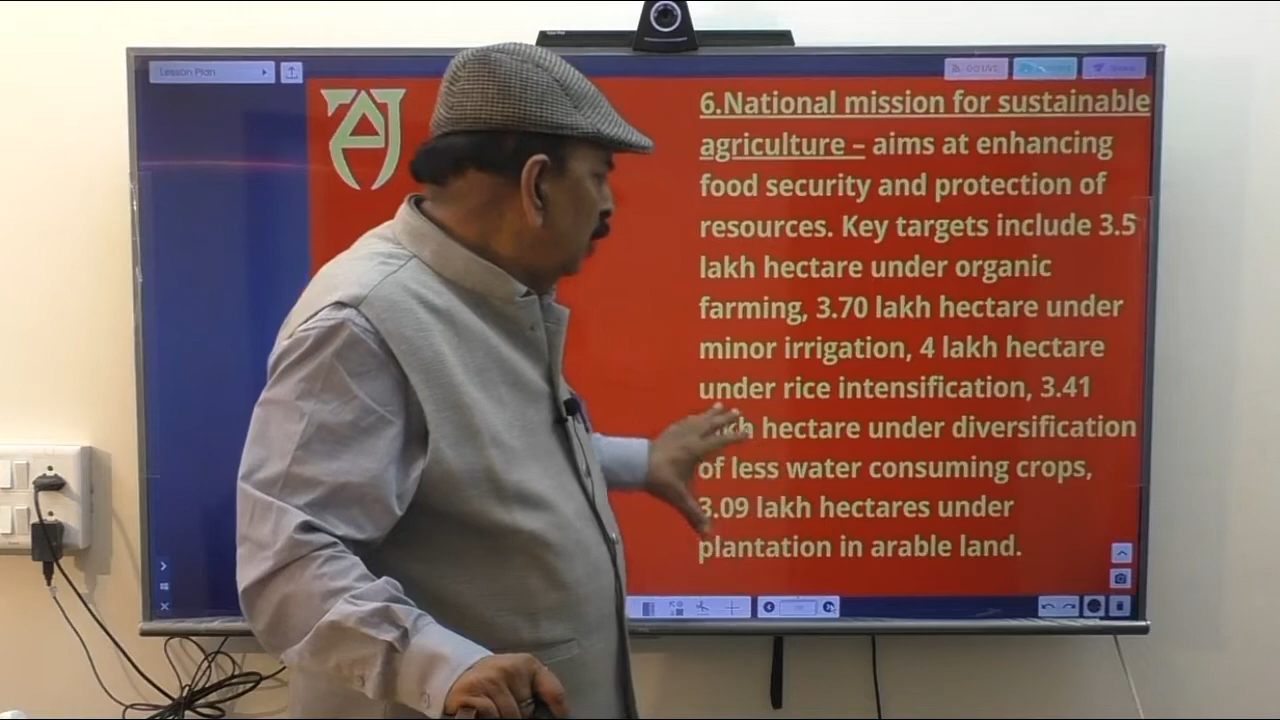 Lesson Plan
6.National mission for sustainable
agriculture – aims at enhancing
food security and protection of
resources. Key targets include 3.5
lakh hectare under organic
farming, 3.70 lakh hectare under
minor irrigation, 4 lakh hectare
under rice intensification, 3.41
hectare under diversification
of less water consuming crops,
3.09 lakh hectares under
plantation in arable land.